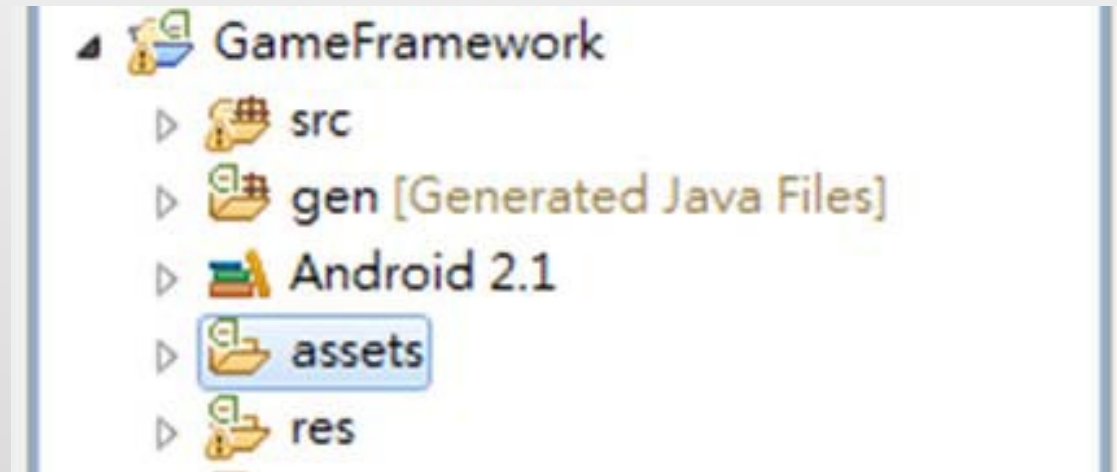 GameFramework
src
gen [Generated Java Files]
Android 2.1
assets
res